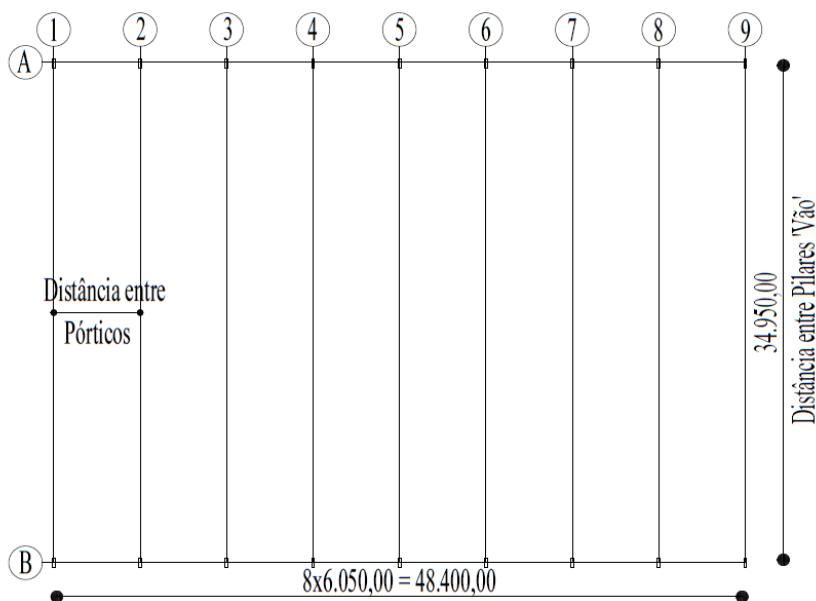 1 2 3 4 5 6 7 8 9
A
Distância entre
Pórticos
34.950,00
Distância entre Pilares 'Vão'
B
8x6.050,00 = 48.400,00